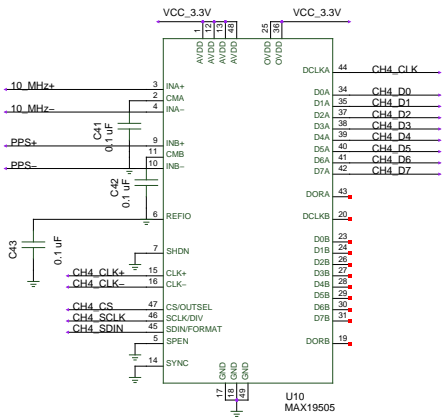 VCC_3.3V VCC_3.3V
1 12 13 48 25 36
AVDD AVDD AVDD AVDD OVDD OVDD
DCLKA 44 CH4_CLK
10_MHz+ 3 INA+
2 CMA
10_MHz− 4 INA−
D0A 34 CH4_D0
D1A 35 CH4_D1
D2A 37 CH4_D2
D3A 38 CH4_D3
D4A 39 CH4_D4
D5A 40 CH4_D5
D6A 41 CH4_D6
D7A 42 CH4_D7
C41
0.1 uF
PPS+ 9 INB+
11 CMB
PPS− 10 INB−
C42
0.1 uF
DORA 43
6 REFIO
DCLKB 20
C43
0.1 uF
7 SHDN
D0B 23
D1B 24
D2B 26
D3B 27
D4B 28
D5B 29
D6B 30
D7B 31
CH4_CLK+ 15 CLK+
CH4_CLK− 16 CLK−
CH4_CS 47 CS/OUTSEL
CH4_SCLK 46 SCLK/DIV
CH4_SDIN 45 SDIN/FORMAT
5 SPEN
DORB 19
14 SYNC
GND GND GND
17 18 49
U10
MAX19505